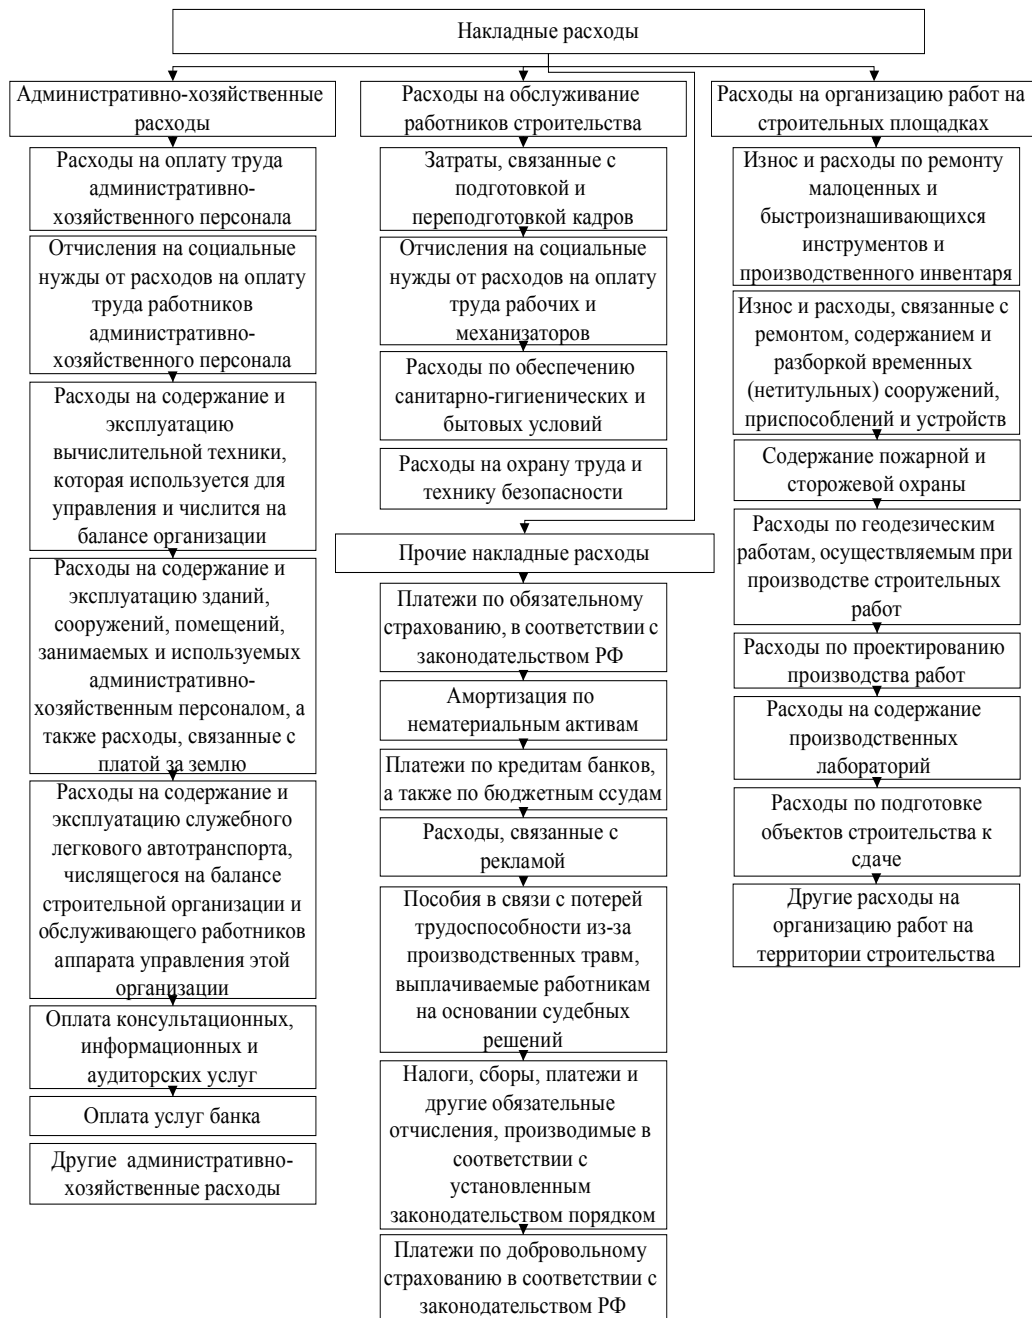 Накладные расходы
Административно-хозяйственные
расходы
Расходы на оплату труда
административно-
хозяйственного персонала
Отчисления на социальные
нужды от расходов на оплату
труда работников
административно-
хозяйственного персонала
Расходы на содержание и
эксплуатацию
вычислительной техники,
которая используется для
управления и числится на
балансе организации
Расходы на содержание и
эксплуатацию зданий,
сооружений, помещений,
занимаемых и используемых
административно-
хозяйственным персоналом, а
также расходы, связанные с
платой за землю
Расходы на содержание и
эксплуатацию служебного
легкового автотранспорта,
числящегося на балансе
строительной организации и
обслуживающего работников
аппарата управления этой
организации
Оплата консультационных,
информационных и
аудиторских услуг
Оплата услуг банка
Другие административно-
хозяйственные расходы
Расходы на обслуживание
работников строительства
Затраты, связанные с
подготовкой и
переподготовкой кадров
Отчисления на социальные
нужды от расходов на оплату
труда рабочих и
механизаторов
Расходы по обеспечению
санитарно-гигиенических и
бытовых условий
Расходы на охрану труда и
технику безопасности
Прочие накладные расходы
Платежи по обязательному
страхованию, в соответствии с
законодательством РФ
Амортизация по
нематериальным активам
Платежи по кредитам банков,
а также по бюджетным ссудам
Расходы, связанные с
рекламой
Пособия в связи с потерей
трудоспособности из-за
производственных травм,
выплачиваемые работникам
на основании судебных
решений
Налоги, сборы, платежи и
другие обязательные
отчисления, производимые в
соответствии с
установленным
законодательством порядком
Платежи по добровольному
страхованию в соответствии с
законодательством РФ
Расходы на организацию работ на
строительных площадках
Износ и расходы по ремонту
малоценных и
быстроизнашивающихся
инструментов и
производственного инвентаря
Износ и расходы, связанные с
ремонтом, содержанием и
разборкой временных
(нетитульных) сооружений,
приспособлений и устройств
Содержание пожарной и
сторожевой охраны
Расходы по геодезическим
работам, осуществляемым при
производстве строительных
работ
Расходы по проектированию
производства работ
Расходы на содержание
производственных
лабораторий
Расходы по подготовке
объектов строительства к
сдаче
Другие расходы на
организацию работ на
территории строительства